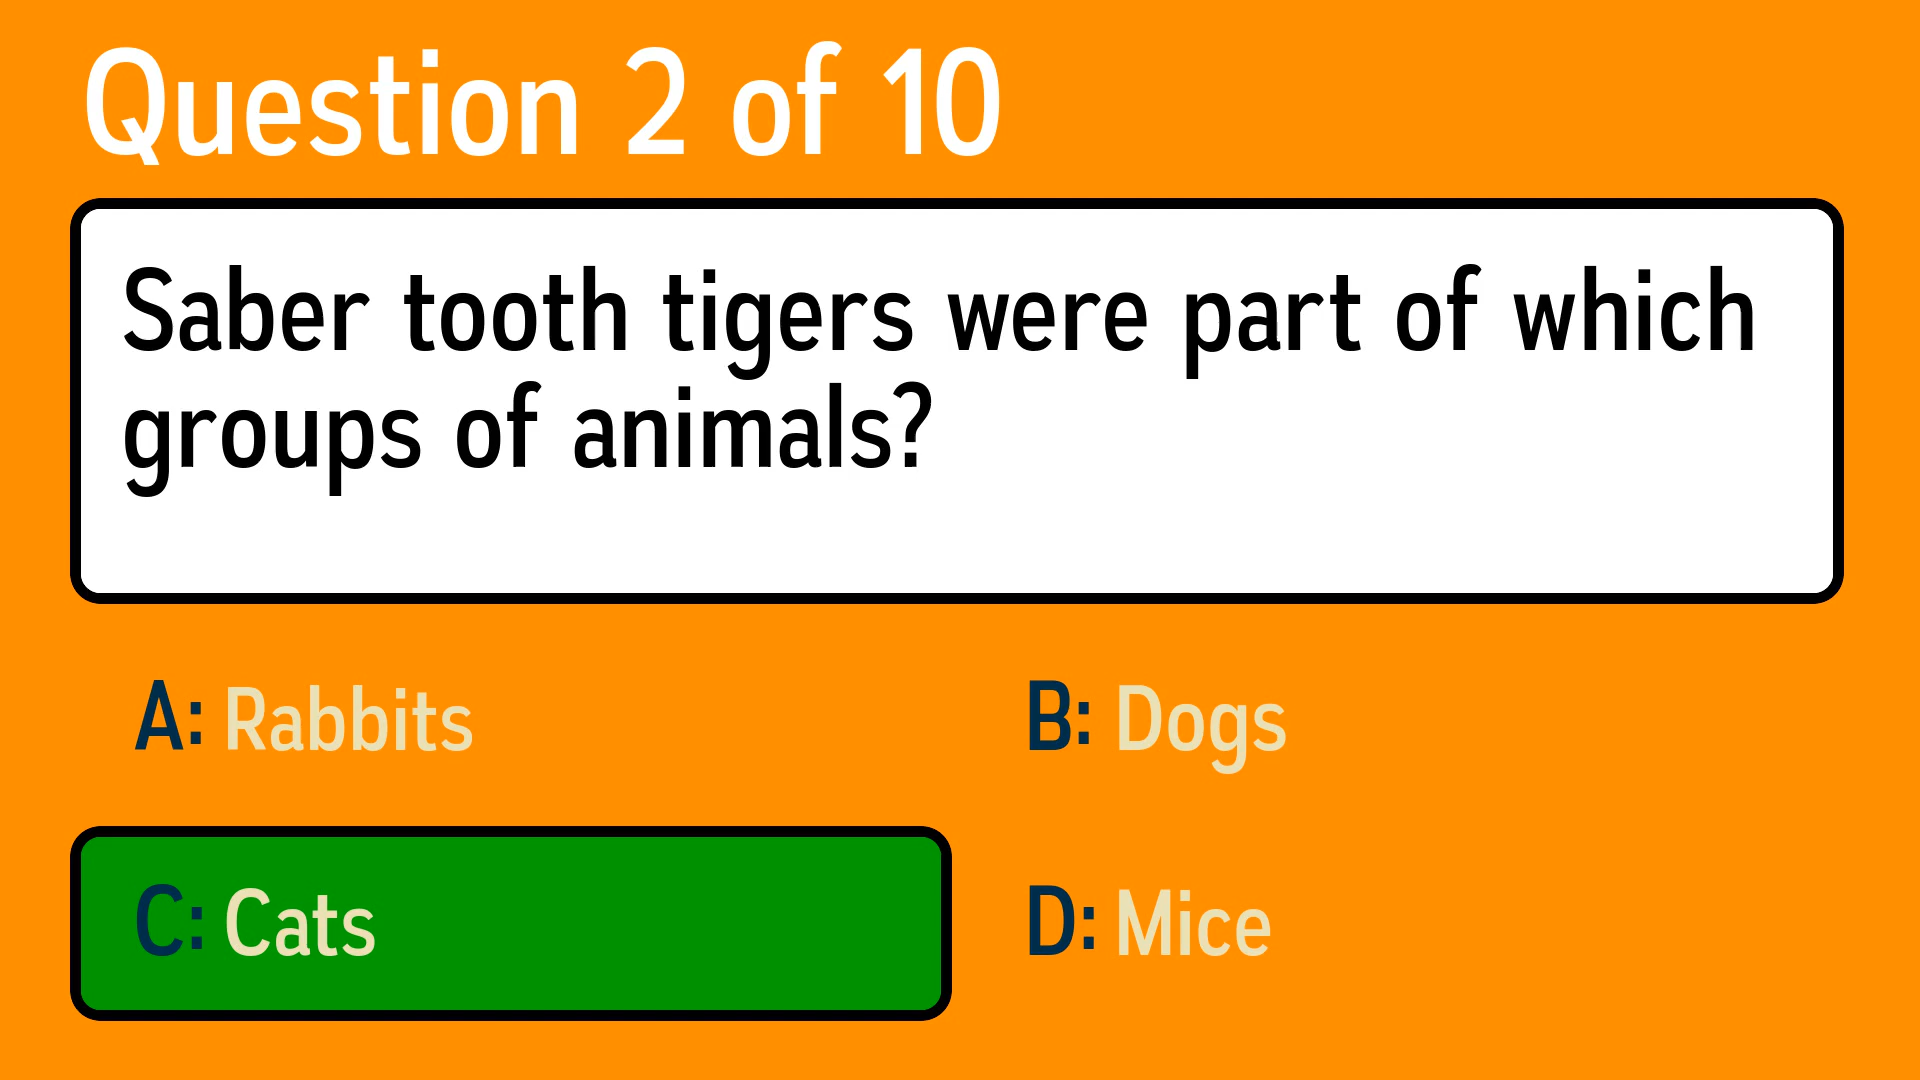 Question 2 of 10
Saber tooth tigers were part of which
groups of animals?
A: Rabbits
B: Dogs
C: Cats
D: Mice